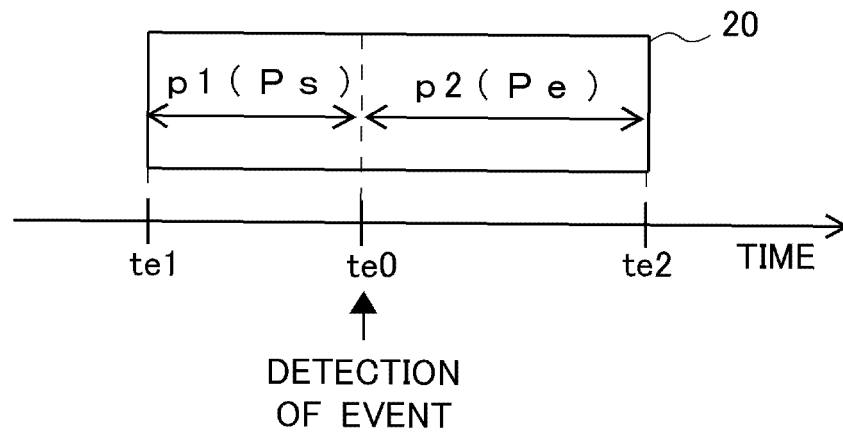 20
p1(Ps) p2(Pe)
te1 te0 te2 TIME
DETECTION
OF EVENT